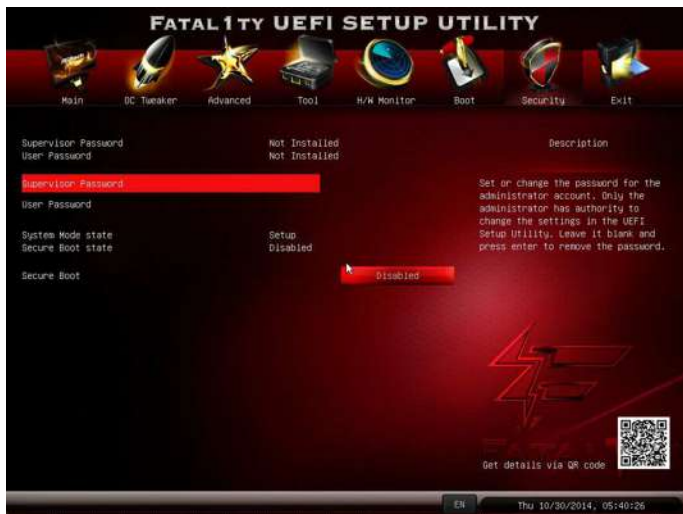 FATAL1TY UEFI SETUP UTILITY
Main OC Tweaker Advanced Tool H/W Monitor Boot Security Exit
Supervisor Password Not Installed
User Password Not Installed
Supervisor Password
User Password
System Mode state Setup
Secure Boot state Disabled
Secure Boot Disabled
Description
Set or change the password for the
administrator account. Only the
administrator has authority to
change the settings in the UEFI
Setup Utility. Leave it blank and
press enter to remove the password.
Get details via QR code
EN Thu 10/30/2014, 05:40:26